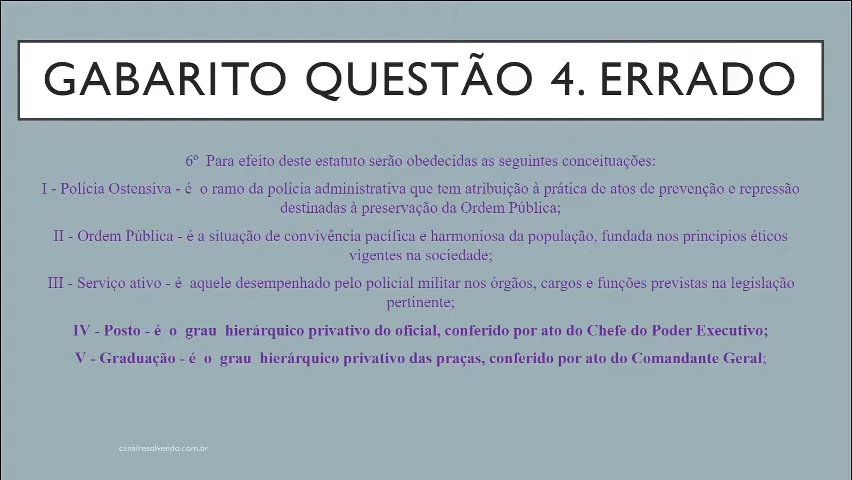 GABARITO QUESTÃO 4. ERRADO
6º Para efeito deste estatuto serão obedecidas as seguintes conceituações:
I - Polícia Ostensiva - é o ramo da polícia administrativa que tem atribuição à prática de atos de prevenção e repressão
destinadas à preservação da Ordem Pública;
II - Ordem Pública - é a situação de convivência pacífica e harmoniosa da população, fundada nos princípios éticos
vigentes na sociedade;
III - Serviço ativo - é aquele desempenhado pelo policial militar nos órgãos, cargos e funções previstas na legislação
pertinente;
IV - Posto - é o grau hierárquico privativo do oficial, conferido por ato do Chefe do Poder Executivo;
V - Graduação - é o grau hierárquico privativo das praças, conferido por ato do Comandante Geral;
canalresolvendo.com.br